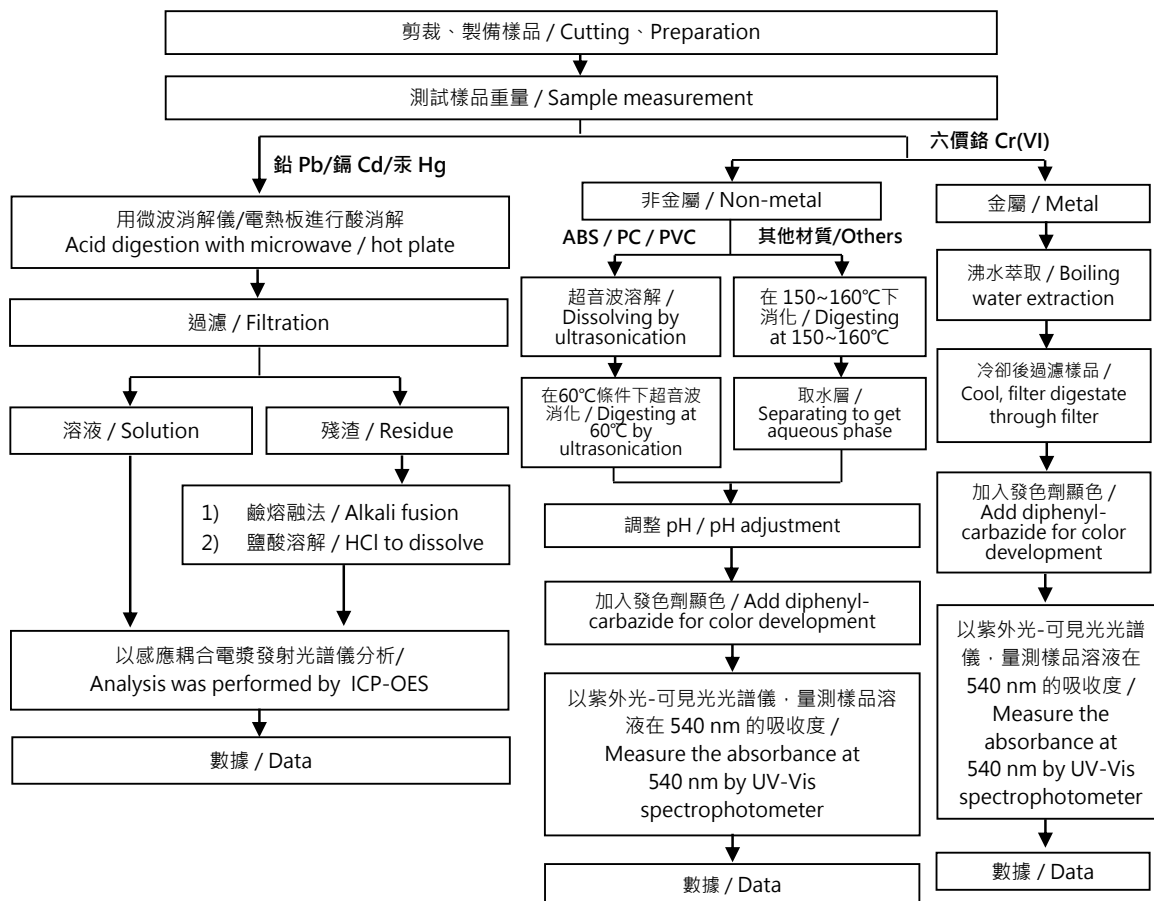 剪裁、製備樣品 / Cutting、Preparation
測試樣品重量 / Sample measurement
鉛 Pb/鎘 Cd/汞 Hg
六價鉻 Cr(VI)
用微波消解儀/電熱板進行酸消解
Acid digestion with microwave / hot plate
過濾 / Filtration
溶液 / Solution
殘渣 / Residue
1) 鹼熔融法 / Alkali fusion
2) 鹽酸溶解 / HCl to dissolve
以感應耦合電漿發射光譜儀分析/
Analysis was performed by ICP-OES
數據 / Data
非金屬 / Non-metal
ABS / PC / PVC
其他材質/Others
超音波溶解 /
Dissolving by
ultrasonication
在60℃條件下超音波
消化 / Digesting at
60℃ by
ultrasonication
在 150~160℃下
消化 / Digesting
at 150~160℃
取水層 /
Separating to get
aqueous phase
調整 pH / pH adjustment
加入發色劑顯色 / Add diphenyl-
carbazide for color development
以紫外光-可見光光譜儀，量測樣品溶
液在 540 nm 的吸收度 /
Measure the absorbance at
540 nm by UV-Vis
spectrophotometer
數據 / Data
金屬 / Metal
沸水萃取 / Boiling
water extraction
冷卻後過濾樣品 /
Cool, filter digestate
through filter
加入發色劑顯色 /
Add diphenyl-
carbazide for color
development
以紫外光-可見光光譜
儀，量測樣品溶液在
540 nm 的吸收度 /
Measure the
absorbance at
540 nm by UV-Vis
spectrophotometer
數據 / Data